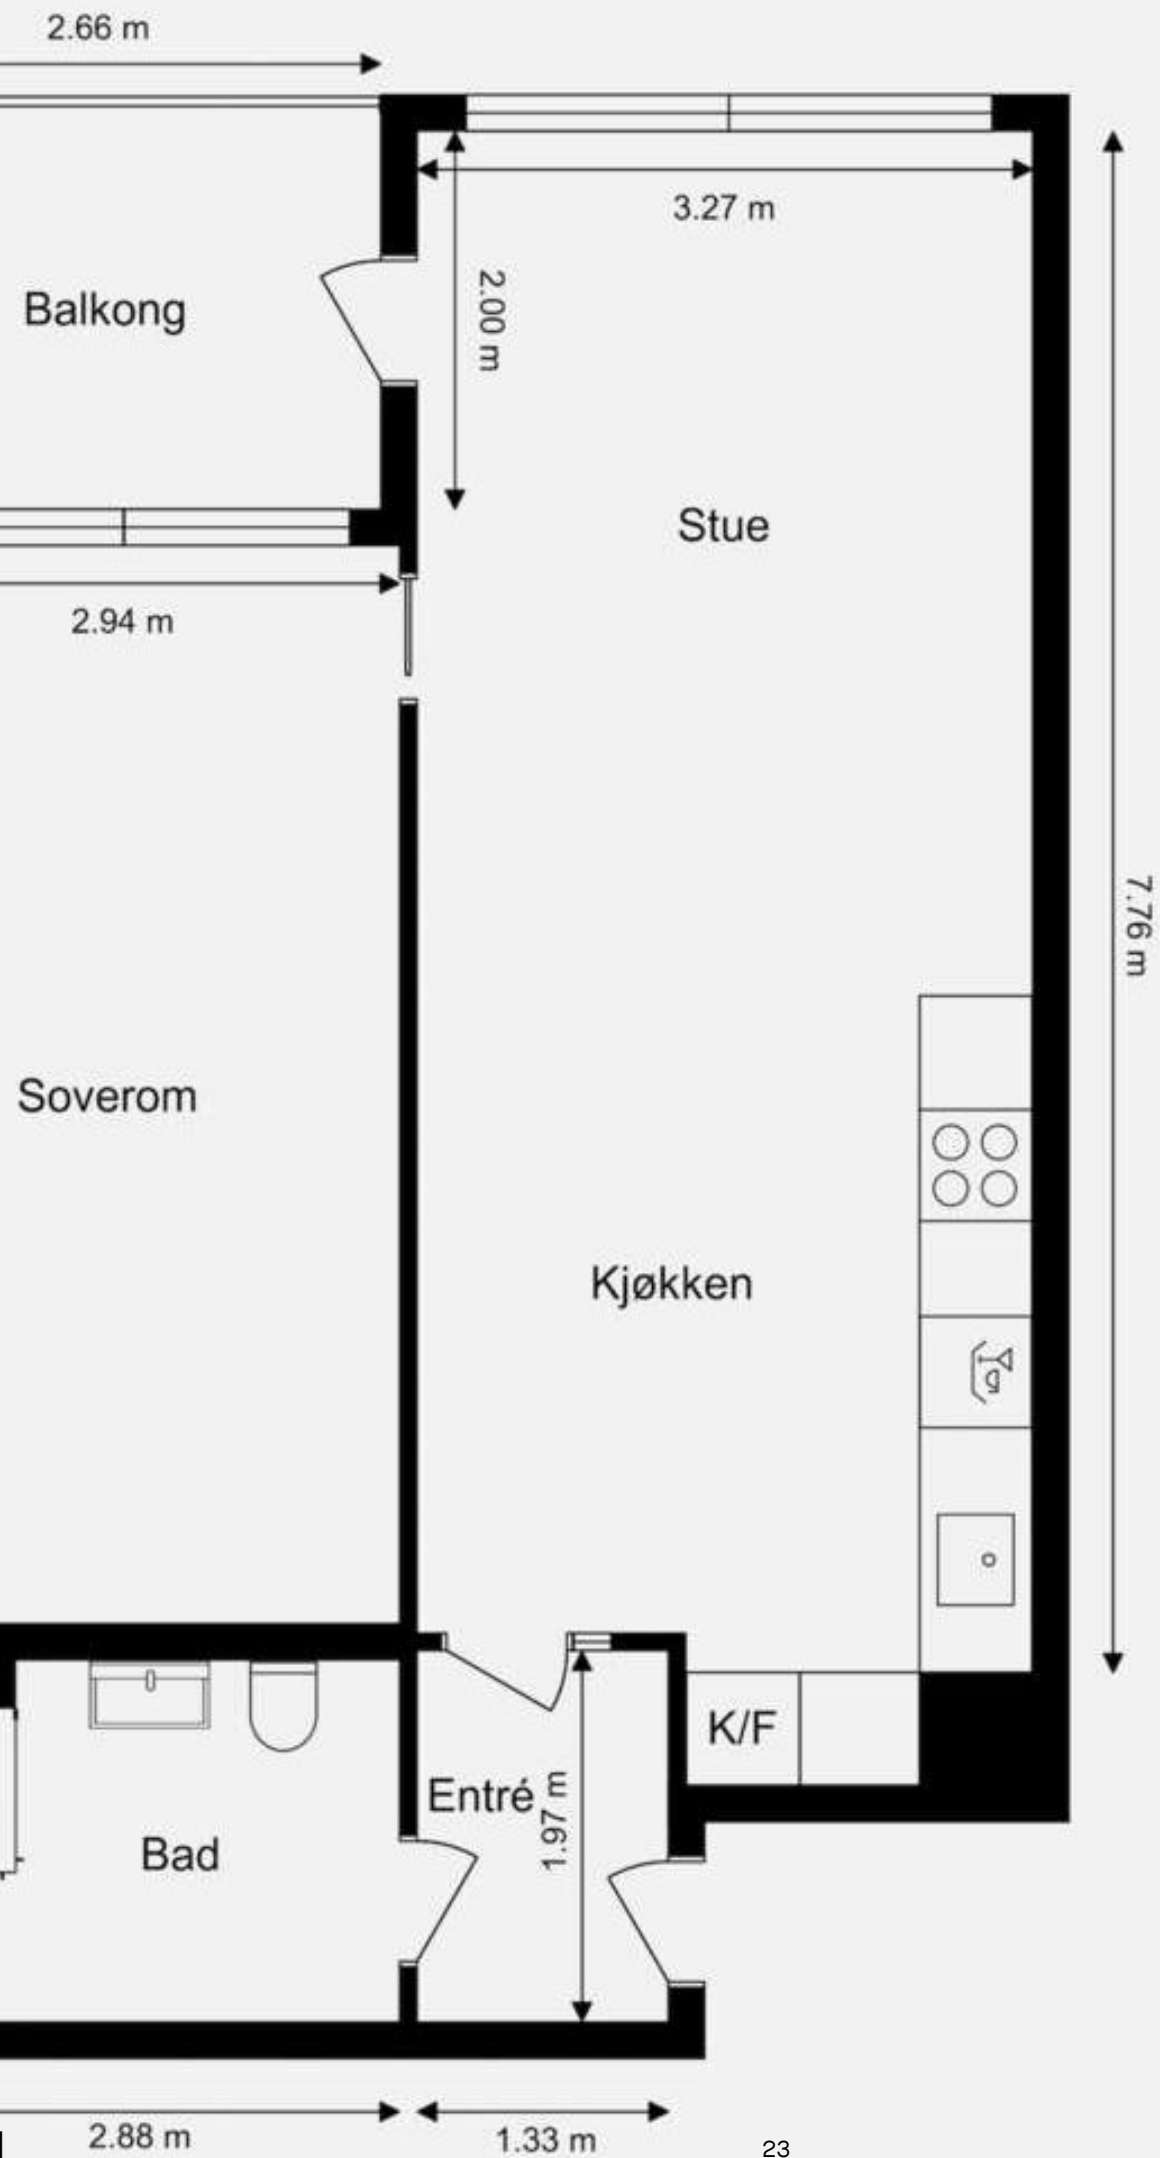 2.66 m
3.27 m
2.00 m
Balkong
Stue
2.94 m
7.76 m
Soverom
Kjøkken
K/F
Entré
1.97 m
Bad
2.88 m
1.33 m
23